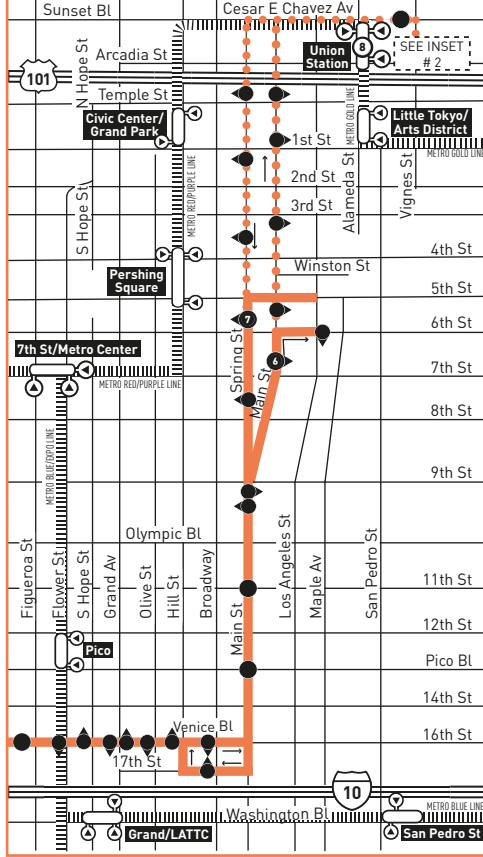 Sunset Bl
Cesar E Chavez Av
Union
Station
8
SEE INSET
# 2
101
N Hope St
Arcadia St
Temple St
Civic Center/
Grand Park
METRO GOLD LINE
Little Tokyo/
Arts District
METRO GOLD LINE
1st St
2nd St
3rd St
Alameda St
Vignes St
S Hope St
METRO RED/PURPLE LINE
4th St
Winston St
Pershing
Square
5th St
7
6th St
7th St/Metro Center
METRO RED/PURPLE LINE
Spring St
Main St
6
7th St
8th St
METRO BLUE/EXPO LINE
9th St
Olympic Bl
Figueroa St
Flower St
S Hope St
Grand Av
Olive St
Hill St
Broadway
Main St
Los Angeles St
Maple Av
San Pedro St
11th St
12th St
Pico
Pico Bl
14th St
Venice Bl
16th St
17th St
10
METRO BLUE LINE
Washington Bl
Grand/LATTC
San Pedro St